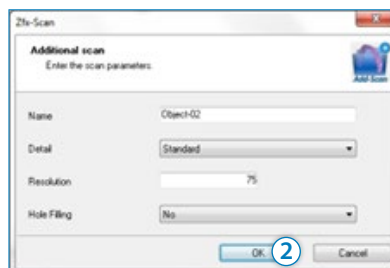 Zfx-Scan
Additional scan
Enter the scan parameters.
Add Scan
Name Object-02
Detail Standard
Resolution 75
Hole Filling No
OK 2 Cancel